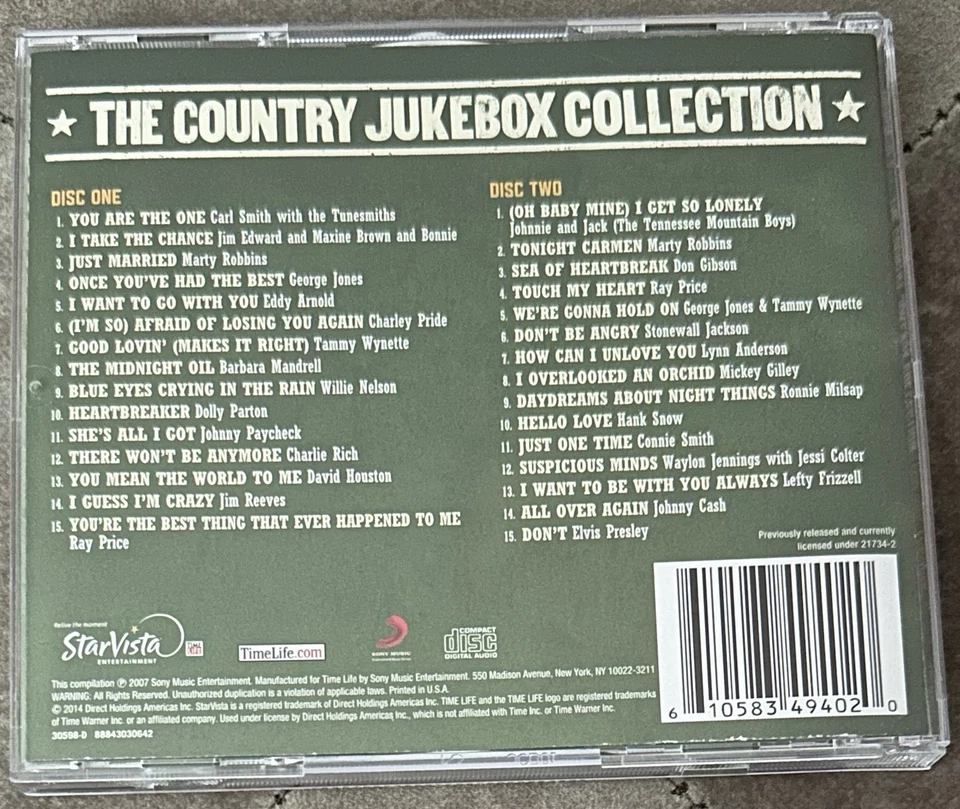 ★ THE COUNTRY JUKEBOX COLLECTION ★
DISC ONE
1. YOU ARE THE ONE Carl Smith with the Tunesmiths
2. I TAKE THE CHANCE Jim Edward and Maxine Brown and Bonnie
3. JUST MARRIED Marty Robbins
4. ONCE YOU'VE HAD THE BEST George Jones
5. I WANT TO GO WITH YOU Eddy Arnold
6. (I'M SO) AFRAID OF LOSING YOU AGAIN Charley Pride
7. GOOD LOVIN' (MAKES IT RIGHT) Tammy Wynette
8. THE MIDNIGHT OIL Barbara Mandrell
9. BLUE EYES CRYING IN THE RAIN Willie Nelson
10. HEARTBREAKER Dolly Parton
11. SHE'S ALL I GOT Johnny Paycheck
12. THERE WON'T BE ANYMORE Charlie Rich
13. YOU MEAN THE WORLD TO ME David Houston
14. I GUESS I'M CRAZY Jim Reeves
15. YOU'RE THE BEST THING THAT EVER HAPPENED TO ME
Ray Price
DISC TWO
1. (OH BABY MINE) I GET SO LONELY
Johnnie and Jack (The Tennessee Mountain Boys)
2. TONIGHT CARMEN Marty Robbins
3. SEA OF HEARTBREAK Don Gibson
4. TOUCH MY HEART Ray Price
5. WE'RE GONNA HOLD ON George Jones & Tammy Wynette
6. DON'T BE ANGRY Stonewall Jackson
7. HOW CAN I UNLOVE YOU Lynn Anderson
8. I OVERLOOKED AN ORCHID Mickey Gilley
9. DAYDREAMS ABOUT NIGHT THINGS Ronnie Milsap
10. HELLO LOVE Hank Snow
11. JUST ONE TIME Connie Smith
12. SUSPICIOUS MINDS Waylon Jennings with Jessi Colter
13. I WANT TO BE WITH YOU ALWAYS Lefty Frizzell
14. ALL OVER AGAIN Johnny Cash
15. DON'T Elvis Presley
Previously released and currently
licensed under 21734-2
Relive the moment
StarVista
ENTERTAINMENT
TIME LIFE
TimeLife.com
SONY MUSIC
COMPACT
disc
DIGITAL AUDIO
This compilation ℗ 2007 Sony Music Entertainment. Manufactured for Time Life by Sony Music Entertainment. 550 Madison Avenue, New York, NY 10022-3211
WARNING: All Rights Reserved. Unauthorized duplication is a violation of applicable laws. Printed in U.S.A.
© 2014 Direct Holdings Americas Inc. StarVista is a registered trademark of Direct Holdings Americas Inc. TIME LIFE and the TIME LIFE logo are registered trademarks
of Time Warner Inc. or an affiliated company. Used under license by Direct Holdings Americas Inc., which is not affiliated with Time Inc. or Time Warner Inc.
30598-D 88843030642
6 10583 49402 0